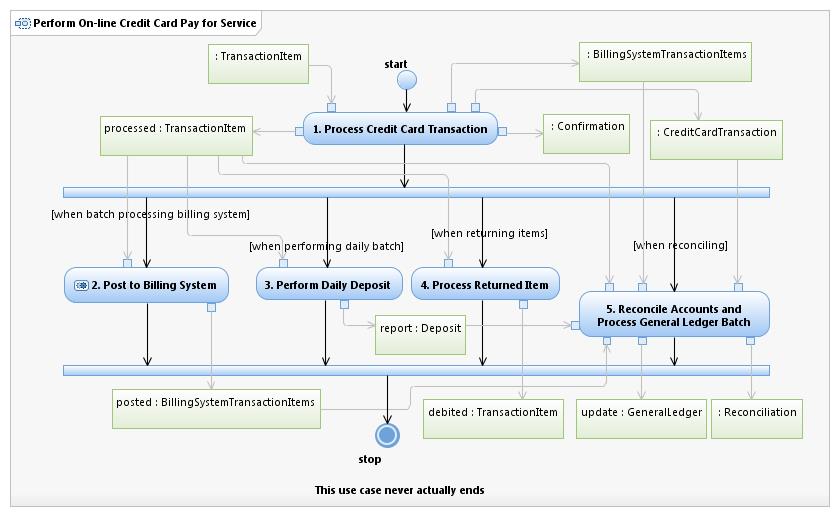 Perform On-line Credit Card Pay for Service
: TransactionItem
start
: BillingSystemTransactionItems
processed : TransactionItem
1. Process Credit Card Transaction
: Confirmation
: CreditCardTransaction
[when batch processing billing system]
[when performing daily batch]
[when returning items]
[when reconciling]
2. Post to Billing System
3. Perform Daily Deposit
4. Process Returned Item
5. Reconcile Accounts and
Process General Ledger Batch
report : Deposit
posted : BillingSystemTransactionItems
debited : TransactionItem
update : GeneralLedger
: Reconciliation
stop
This use case never actually ends